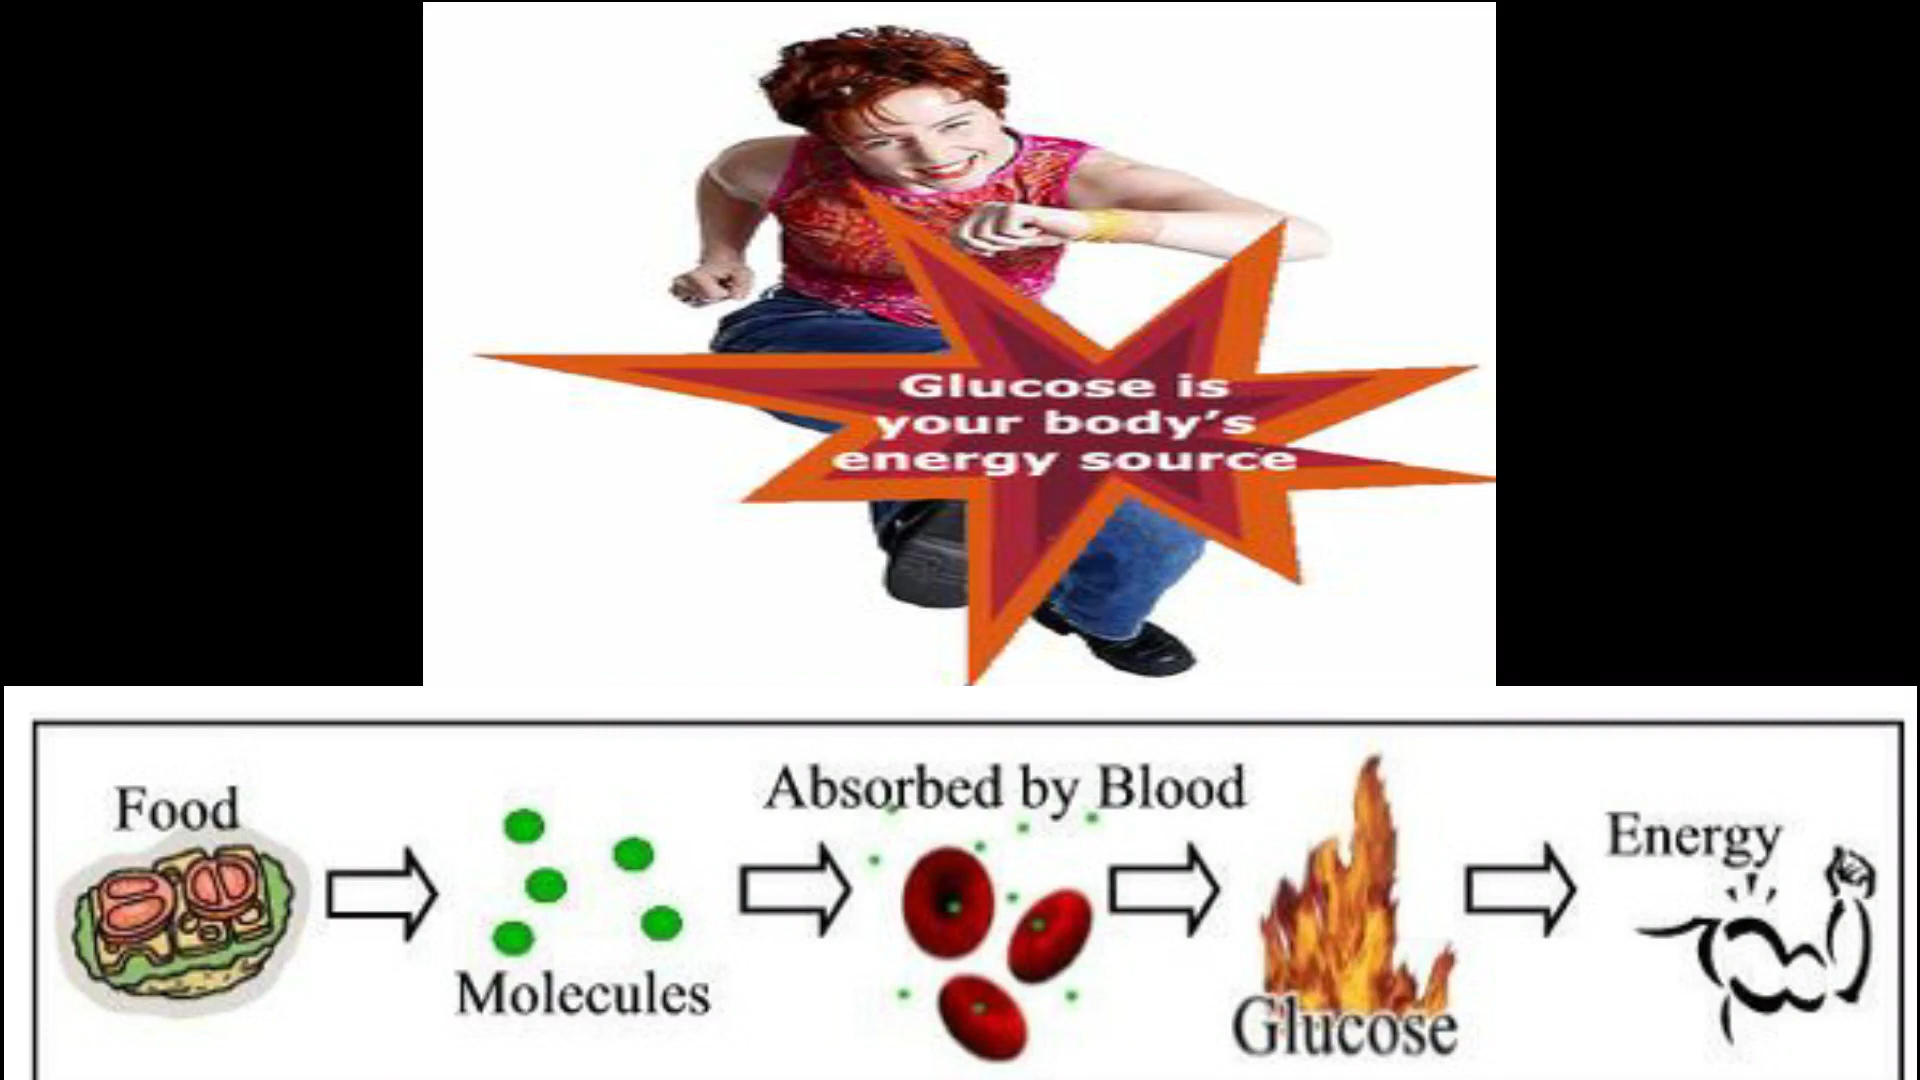 Glucose is
your body's
energy source
Food
Molecules
Absorbed by Blood
Glucose
Energy